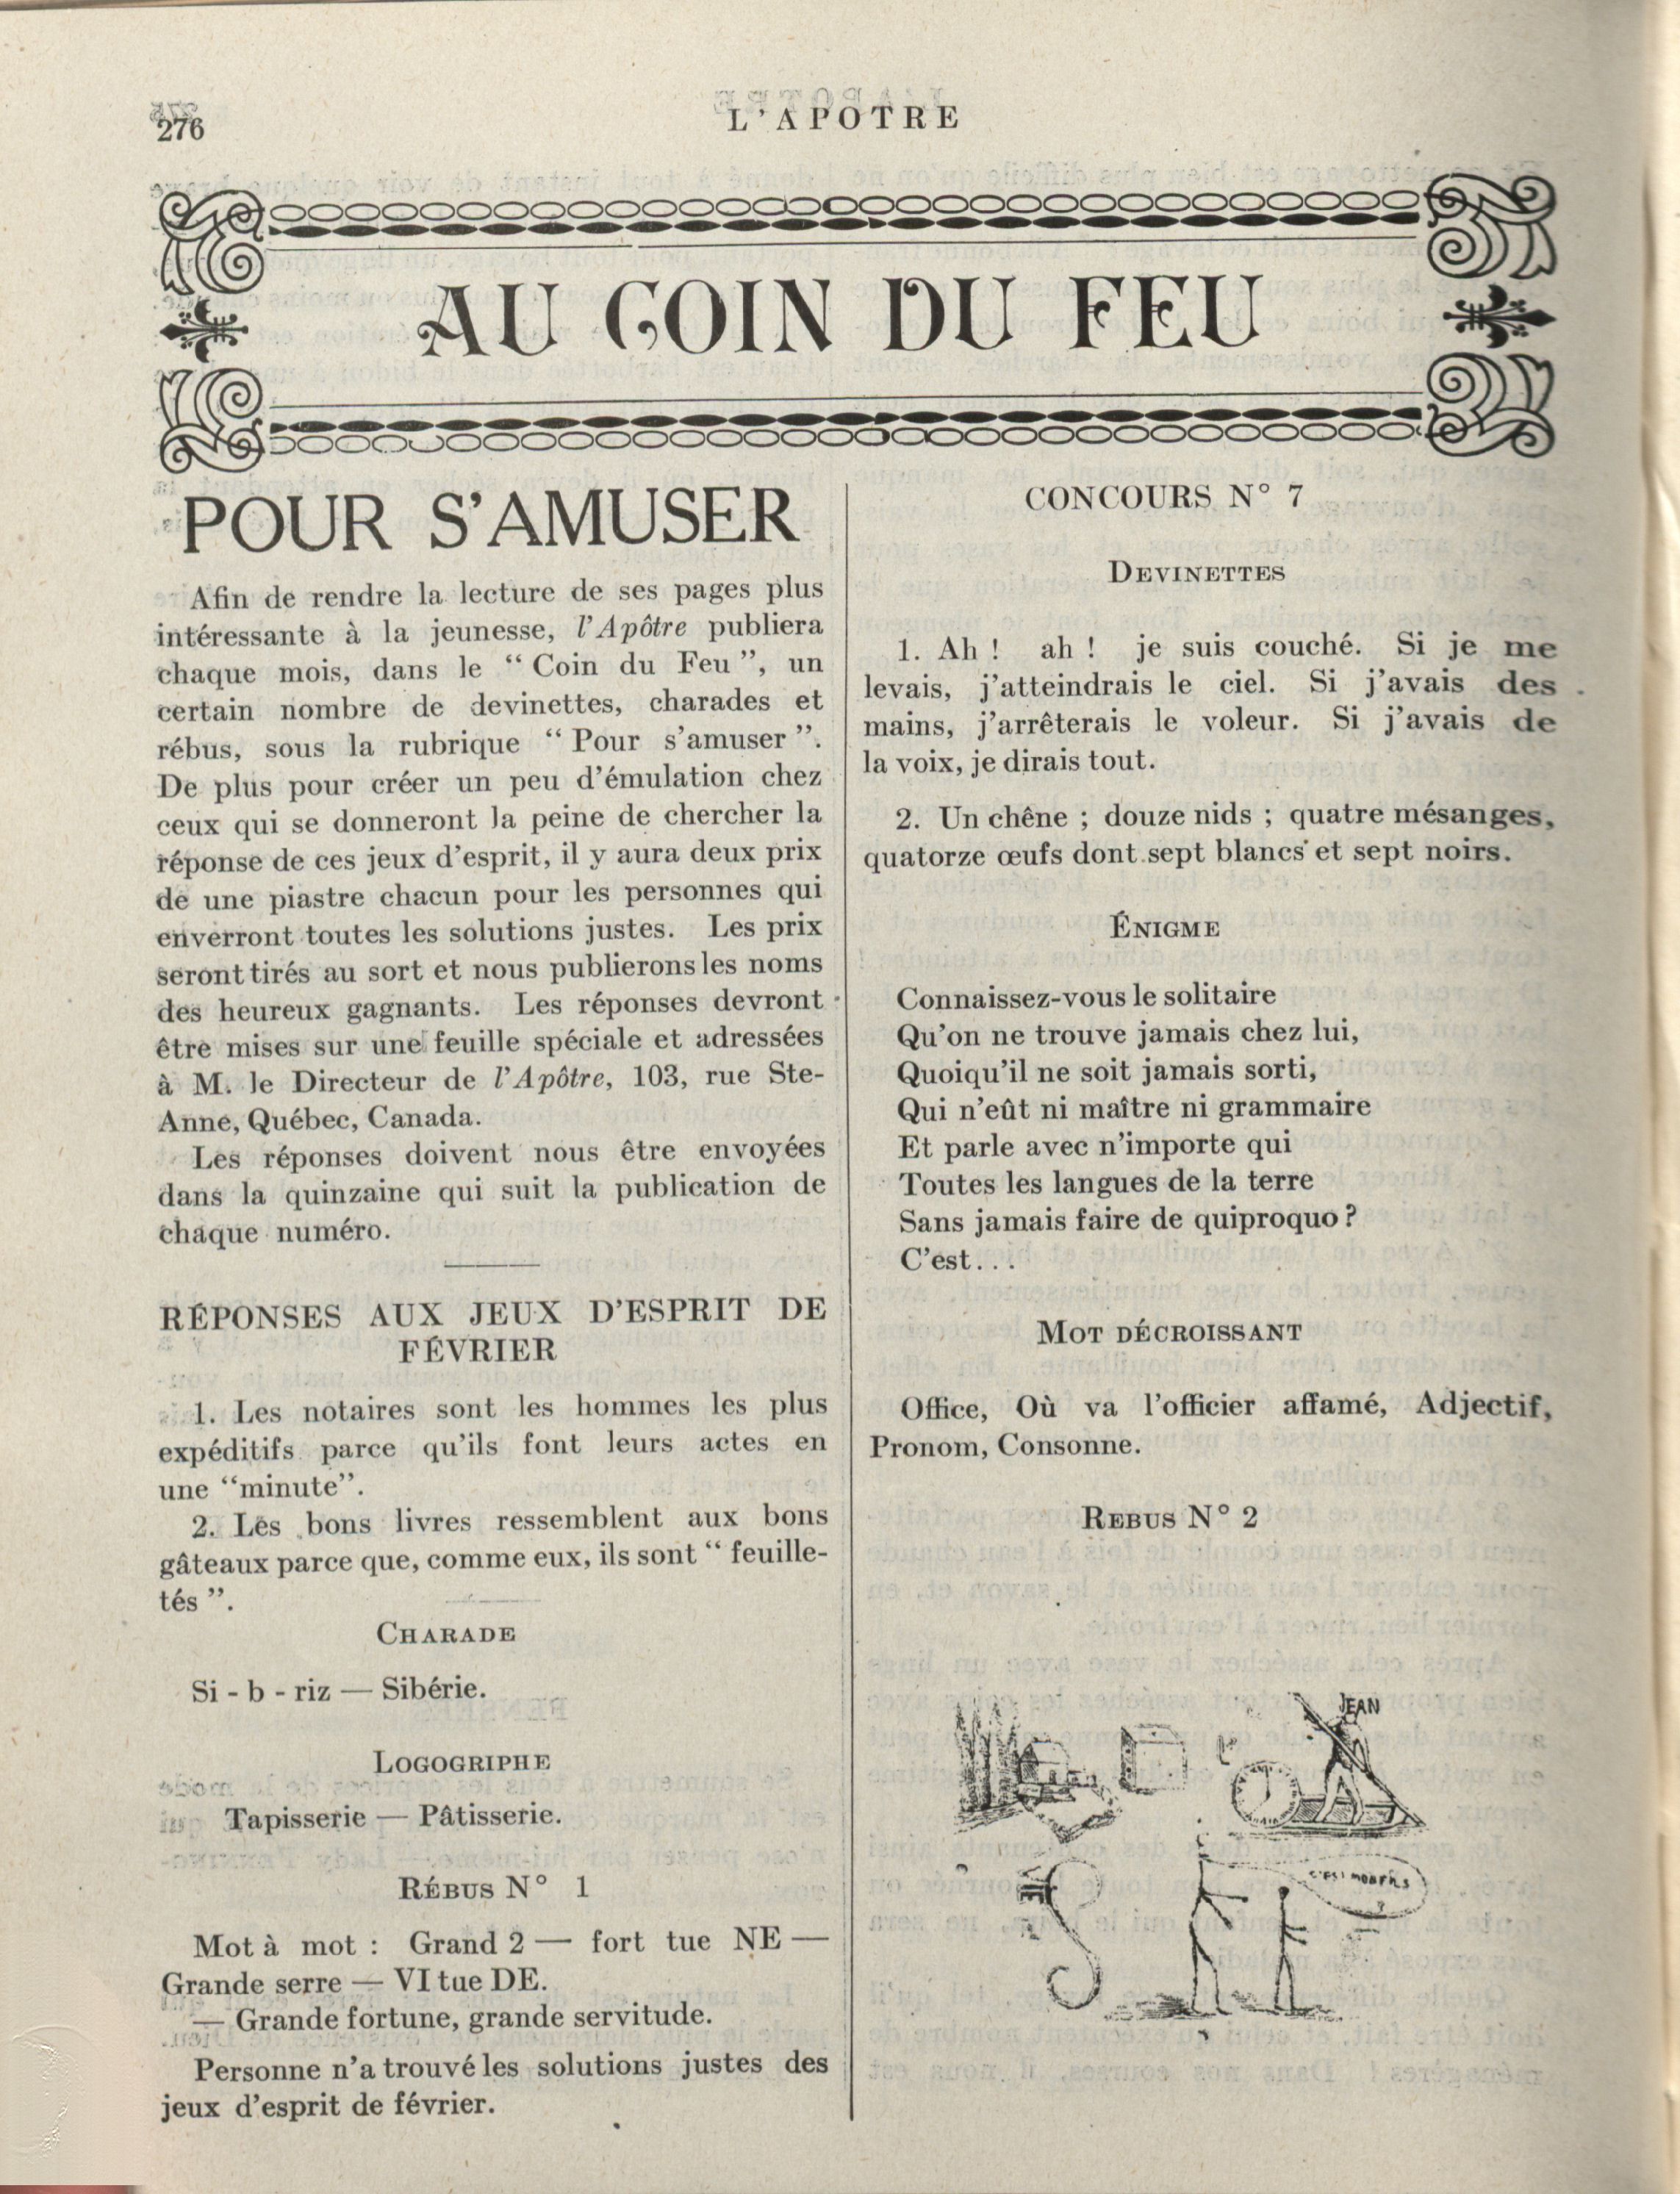 276
L'APOTRE
AU COIN DU FEU
POUR S'AMUSER
Afin de rendre la lecture de ses pages plus
intéressante à la jeunesse, l'Apôtre publiera
chaque mois, dans le “ Coin du Feu ”, un
certain nombre de devinettes, charades et
rébus, sous la rubrique “ Pour s'amuser ”.
De plus pour créer un peu d'émulation chez
ceux qui se donneront la peine de chercher la
réponse de ces jeux d'esprit, il y aura deux prix
de une piastre chacun pour les personnes qui
enverront toutes les solutions justes. Les prix
seront tirés au sort et nous publierons les noms
des heureux gagnants. Les réponses devront
être mises sur une feuille spéciale et adressées
à M. le Directeur de l'Apôtre, 103, rue Ste-
Anne, Québec, Canada.
Les réponses doivent nous être envoyées
dans la quinzaine qui suit la publication de
chaque numéro.
RÉPONSES AUX JEUX D'ESPRIT DE
FÉVRIER
1. Les notaires sont les hommes les plus
expéditifs parce qu'ils font leurs actes en
une “minute”.
2. Les bons livres ressemblent aux bons
gâteaux parce que, comme eux, ils sont “ feuille-
tés ”.
CHARADE
Si - b - riz — Sibérie.
LOGOGRIPHE
Tapisserie — Pâtisserie.
RÉBUS N° 1
Mot à mot : Grand 2 — fort tue NE —
Grande serre — VI tue DE.
— Grande fortune, grande servitude.
Personne n'a trouvé les solutions justes des
jeux d'esprit de février.
CONCOURS N° 7
DEVINETTES
1. Ah ! ah ! je suis couché. Si je me
levais, j'atteindrais le ciel. Si j'avais des
mains, j'arrêterais le voleur. Si j'avais de
la voix, je dirais tout.
2. Un chêne ; douze nids ; quatre mésanges,
quatorze œufs dont sept blancs et sept noirs.
ÉNIGME
Connaissez-vous le solitaire
Qu'on ne trouve jamais chez lui,
Quoiqu'il ne soit jamais sorti,
Qui n'eût ni maître ni grammaire
Et parle avec n'importe qui
Toutes les langues de la terre
Sans jamais faire de quiproquo ?
C'est...
MOT DÉCROISSANT
Office, Où va l'officier affamé, Adjectif,
Pronom, Consonne.
REBUS N° 2
JEAN
C'EST MON FILS